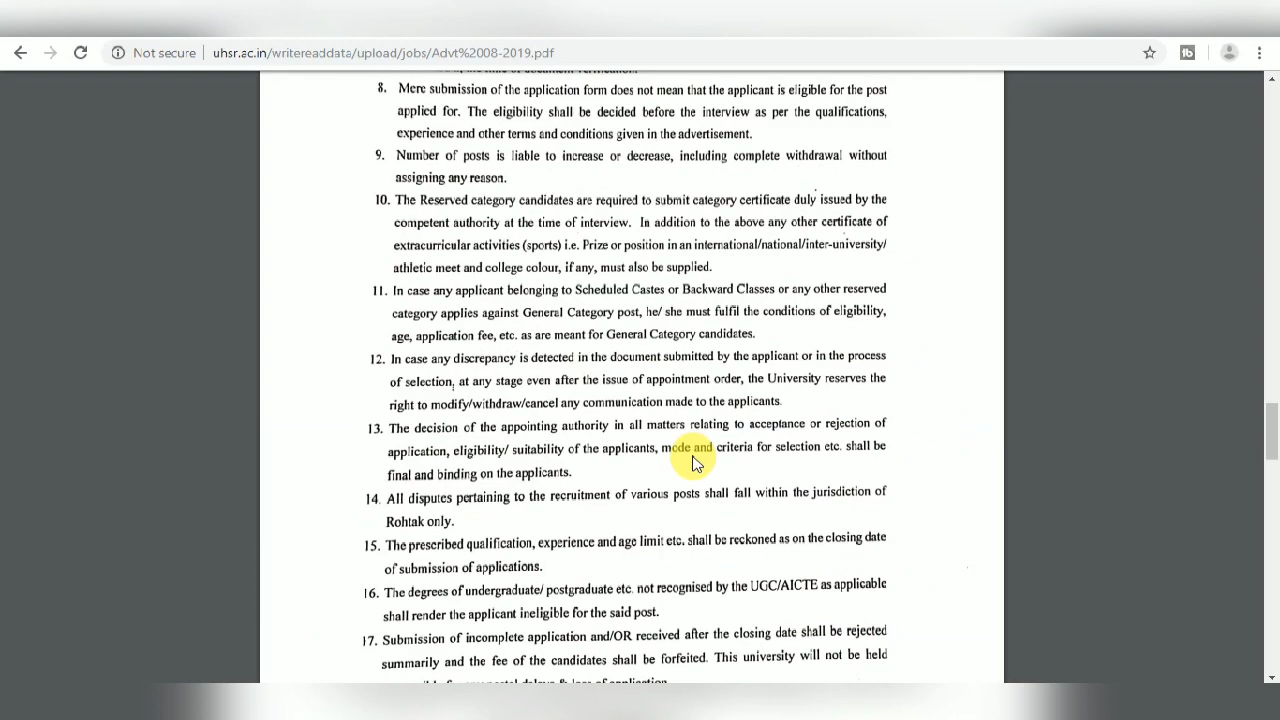 Not secure | uhsr.ac.in/writereaddata/upload/jobs/Advt%2008-2019.pdf
8. Mere submission of the application form does not mean that the applicant is eligible for the post
applied for. The eligibility shall be decided before the interview as per the qualifications,
experience and other terms and conditions given in the advertisement.
9. Number of posts is liable to increase or decrease, including complete withdrawal without
assigning any reason.
10. The Reserved category candidates are required to submit category certificate duly issued by the
competent authority at the time of interview. In addition to the above any other certificate of
extracurricular activities (sports) i.e. Prize or position in an international/national/inter-university/
athletic meet and college colour, if any, must also be supplied.
11. In case any applicant belonging to Scheduled Castes or Backward Classes or any other reserved
category applies against General Category post, he/ she must fulfil the conditions of eligibility,
age, application fee, etc. as are meant for General Category candidates.
12. In case any discrepancy is detected in the document submitted by the applicant or in the process
of selection, at any stage even after the issue of appointment order, the University reserves the
right to modify/withdraw/cancel any communication made to the applicants.
13. The decision of the appointing authority in all matters relating to acceptance or rejection of
application, eligibility/ suitability of the applicants, mode and criteria for selection etc. shall be
final and binding on the applicants.
14. All disputes pertaining to the recruitment of various posts shall fall within the jurisdiction of
Rohtak only.
15. The prescribed qualification, experience and age limit etc. shall be reckoned as on the closing date
of submission of applications.
16. The degrees of undergraduate/ postgraduate etc. not recognised by the UGC/AICTE as applicable
shall render the applicant ineligible for the said post.
17. Submission of incomplete application and/OR received after the closing date shall be rejected
summarily and the fee of the candidates shall be forfeited. This university will not be held